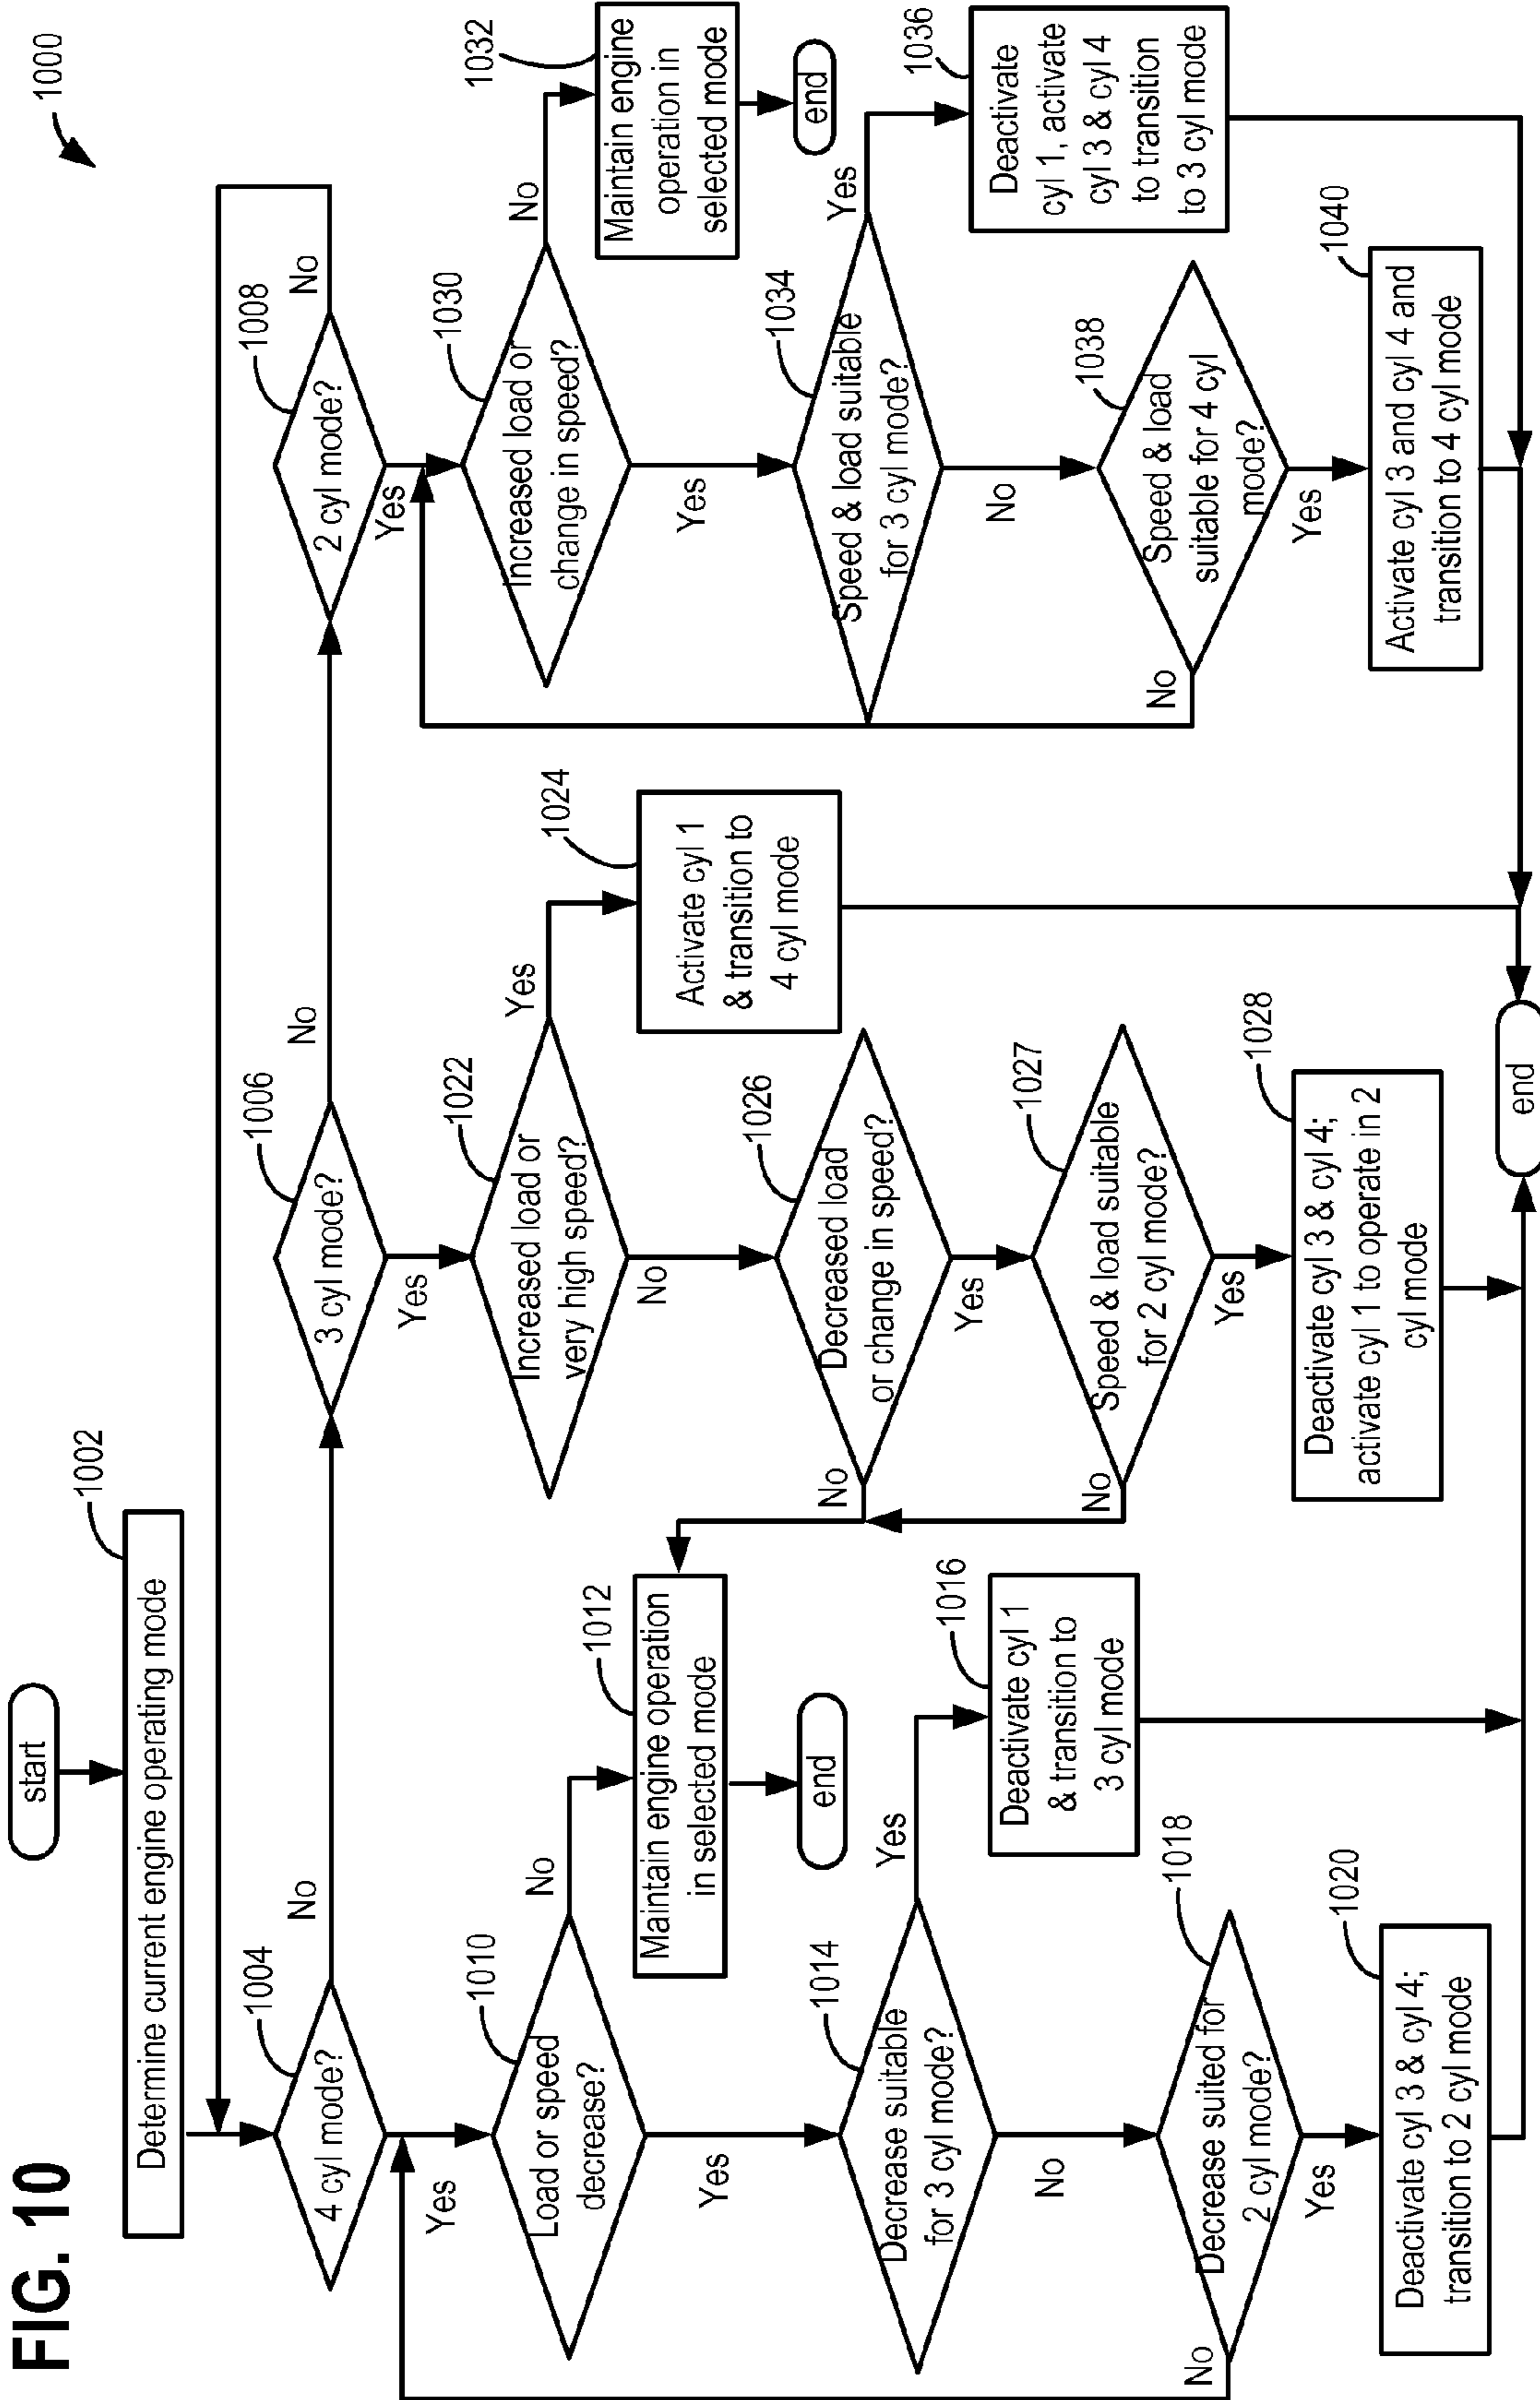 FIG. 10
1000
start
Determine current engine operating mode
1002
4 cyl mode?
1004
No
Yes
3 cyl mode?
1006
No
Yes
2 cyl mode?
1008
No
Yes
Load or speed
decrease?
1010
No
Yes
Maintain engine operation
in selected mode
1012
end
Decrease suitable
for 3 cyl mode?
1014
Yes
No
Deactivate cyl 1
& transition to
3 cyl mode
1016
Decrease suited for
2 cyl mode?
1018
No
Yes
Deactivate cyl 3 & cyl 4;
transition to 2 cyl mode
1020
Increased load or
very high speed?
1022
Yes
No
Activate cyl 1
& transition to
4 cyl mode
1024
Decreased load
or change in speed?
1026
No
Yes
Speed & load suitable
for 2 cyl mode?
1027
No
Yes
Deactivate cyl 3 & cyl 4;
activate cyl 1 to operate in 2
cyl mode
1028
Increased load or
change in speed?
1030
No
Yes
Maintain engine
operation in
selected mode
1032
end
Speed & load suitable
for 3 cyl mode?
1034
Yes
No
Deactivate
cyl 1, activate
cyl 3 & cyl 4
to transition
to 3 cyl mode
1036
Speed & load
suitable for 4 cyl
mode?
1038
No
Yes
Activate cyl 3 and cyl 4 and
transition to 4 cyl mode
1040
end